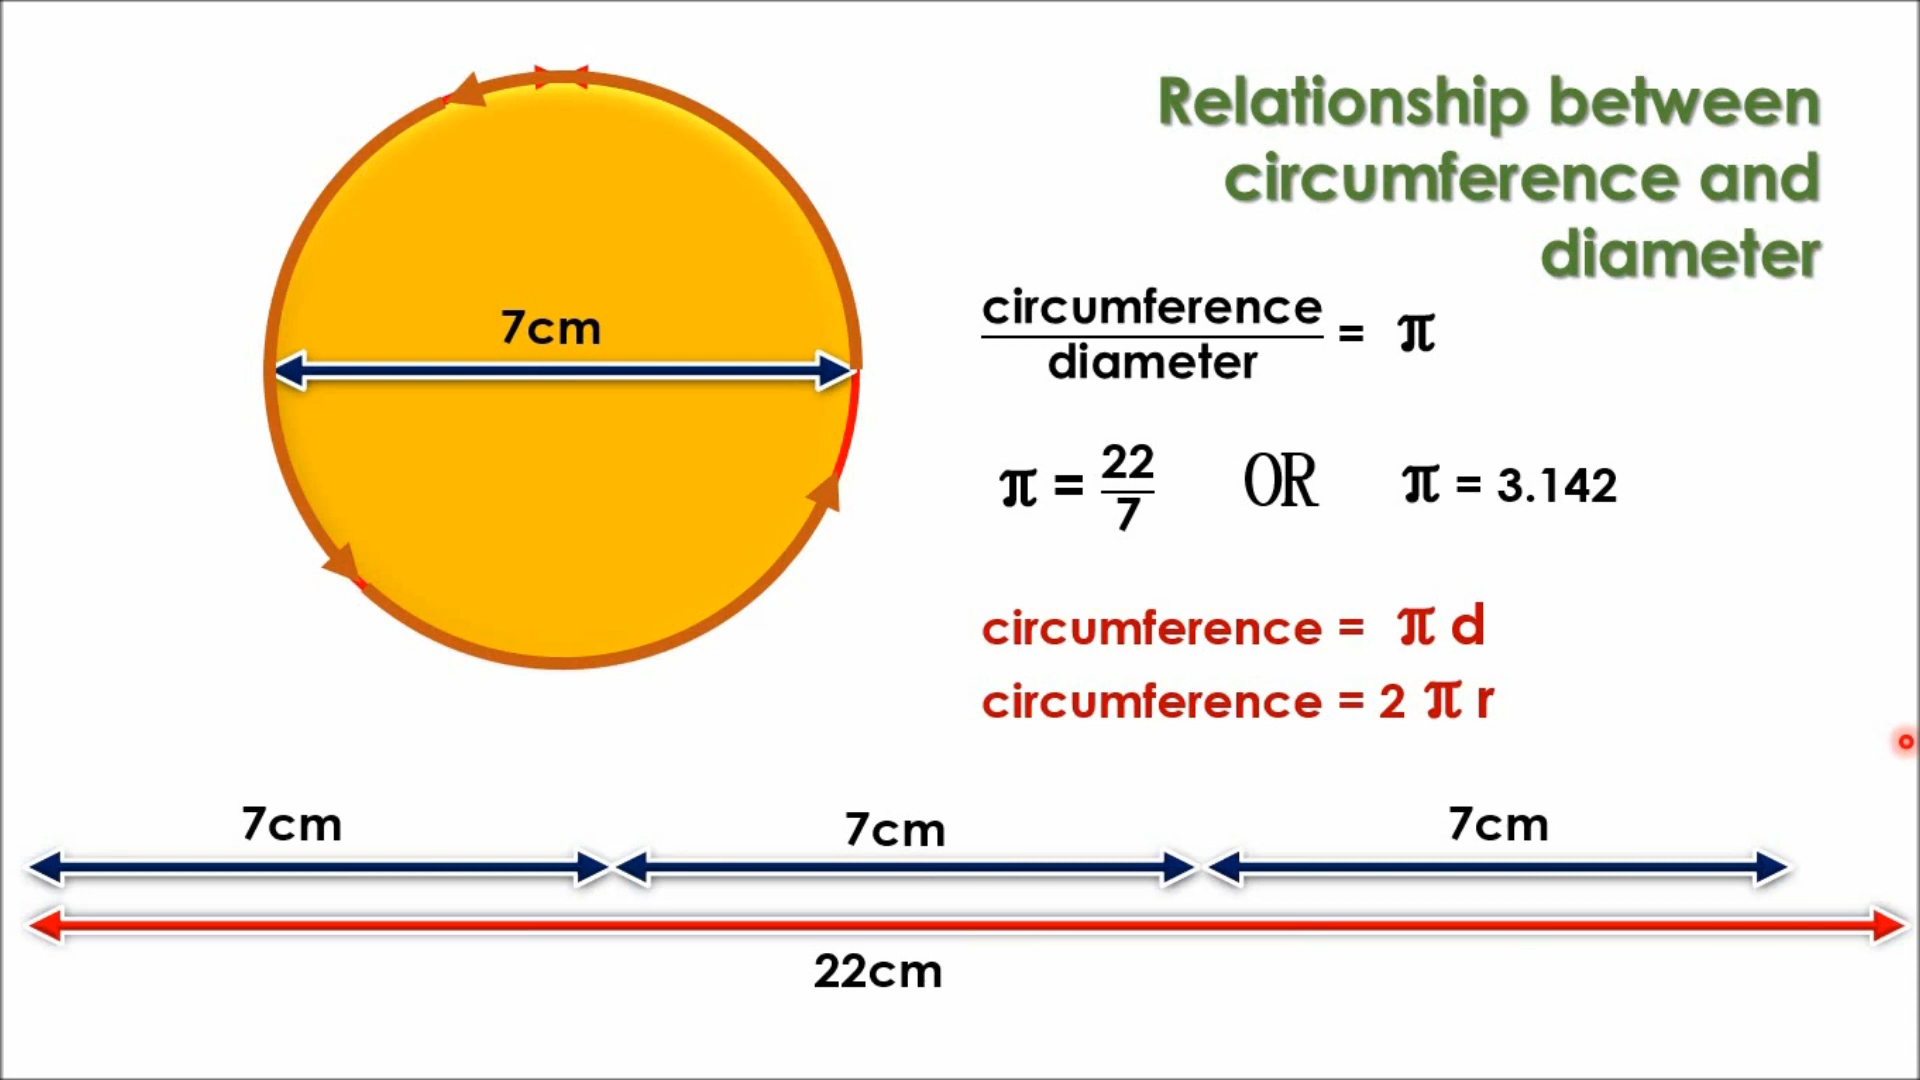 Relationship between
circumference and
diameter
7cm
circumference
diameter
= π
π = 22/7 OR π = 3.142
circumference = π d
circumference = 2 π r
7cm 7cm 7cm
22cm